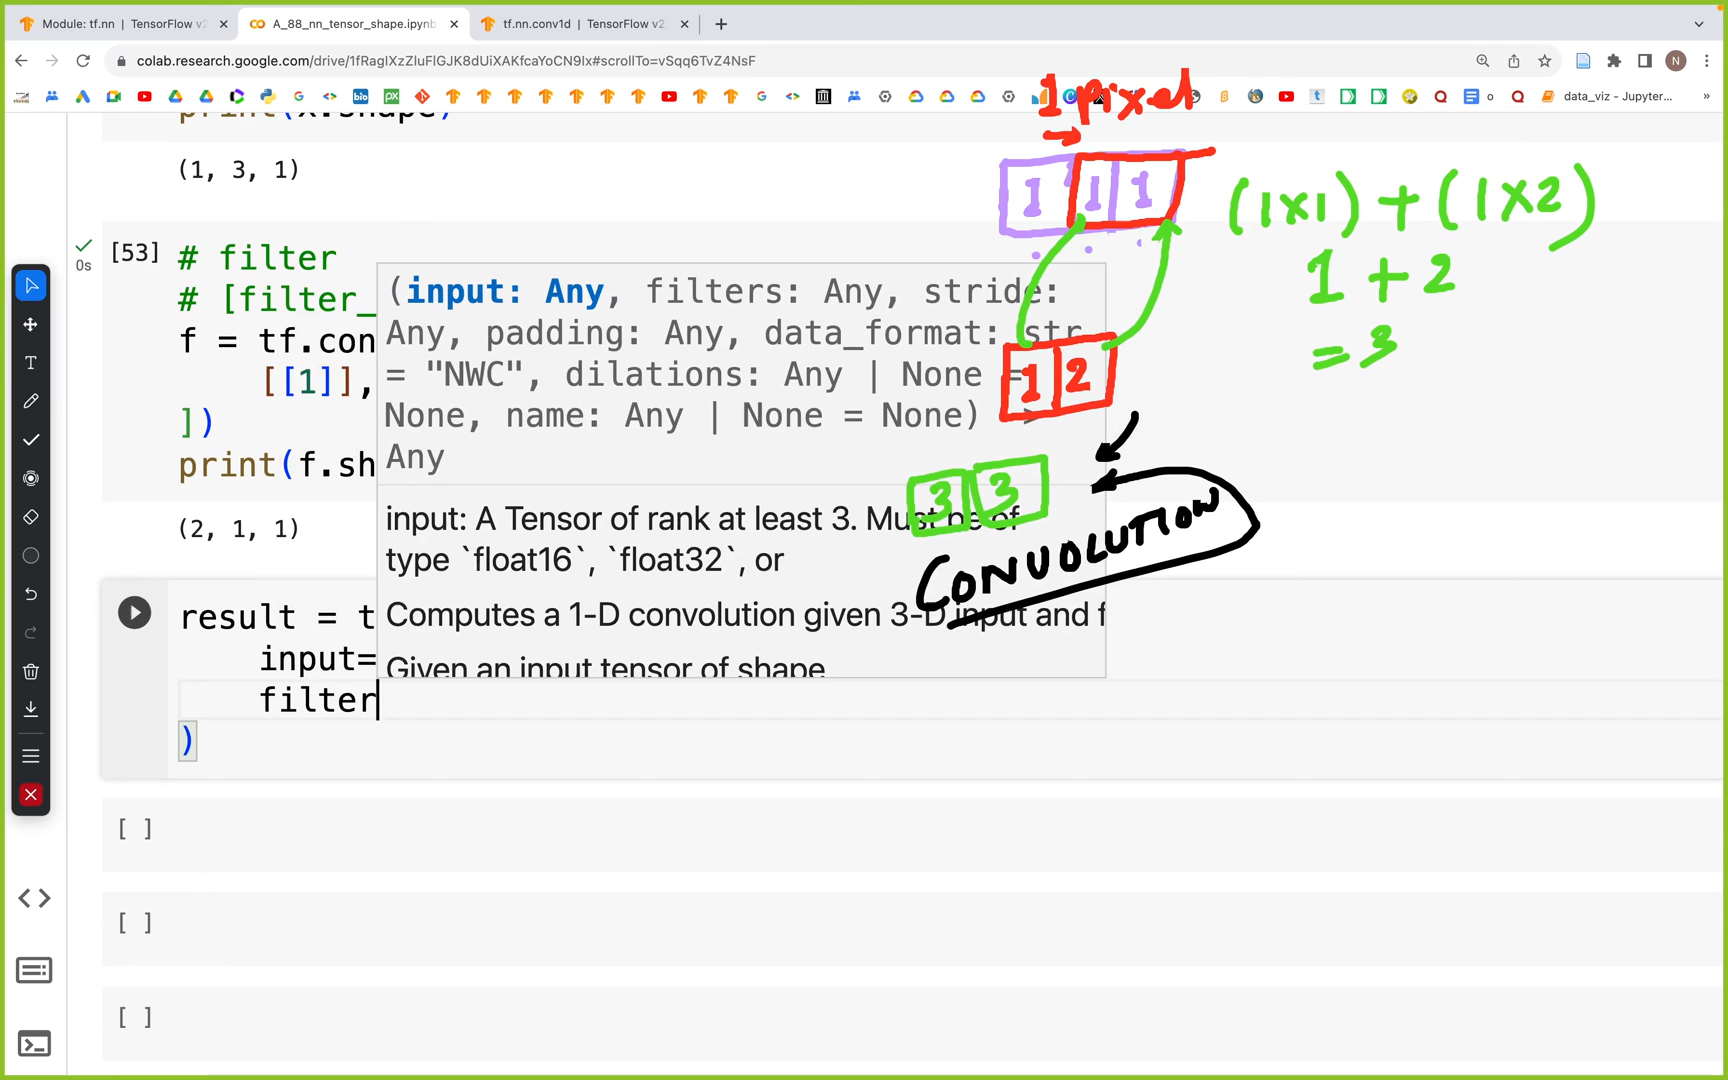 Module: tf.nn | TensorFlow v2
A_88_nn_tensor_shape.ipynb
tf.nn.conv1d | TensorFlow v2.
colab.research.google.com/drive/1fRagIXzZluFlGJK8dUiXAKfcaYoCN9Ix#scrollTo=vSqq6TvZ4NsF
N
bio
PX
data_viz - Jupyter...
»
1 pixel
print(x.shape)
(1, 3, 1)
1 1 1
(1x1) + (1x2)
1 + 2
= 3
[53]
0s
# filter
# [filter_
f = tf.con
[[1]],
])
print(f.sh
(input: Any, filters: Any, stride:
Any, padding: Any, data_format: str
= "NWC", dilations: Any | None =
None, name: Any | None = None) ->
Any
1 2
3 3
input: A Tensor of rank at least 3. Must be of
type `float16`, `float32`, or
CONVOLUTION
Computes a 1-D convolution given 3-D input and f
Given an input tensor of shape
(2, 1, 1)
result = t
input=
filter
)
[ ]
[ ]
[ ]